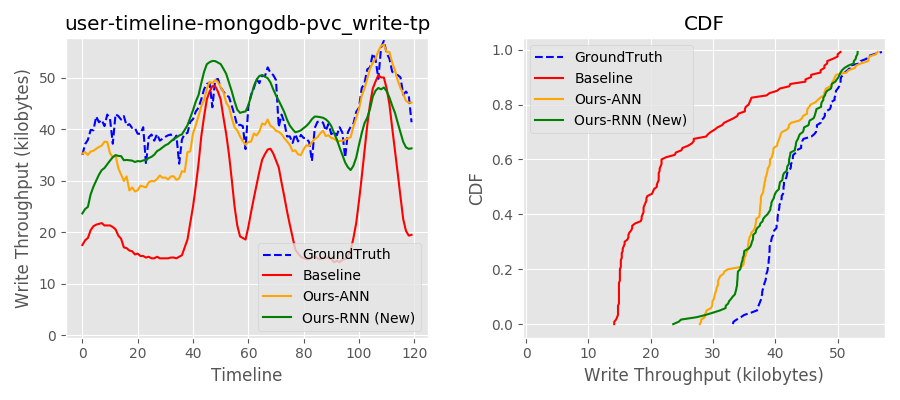 user-timeline-mongodb-pvc_write-tp
Write Throughput (kilobytes)
50
40
30
20
10
0
GroundTruth
Baseline
Ours-ANN
Ours-RNN (New)
0 20 40 60 80 100 120
Timeline
CDF
CDF
1.0
0.8
0.6
0.4
0.2
0.0
GroundTruth
Baseline
Ours-ANN
Ours-RNN (New)
0 10 20 30 40 50
Write Throughput (kilobytes)